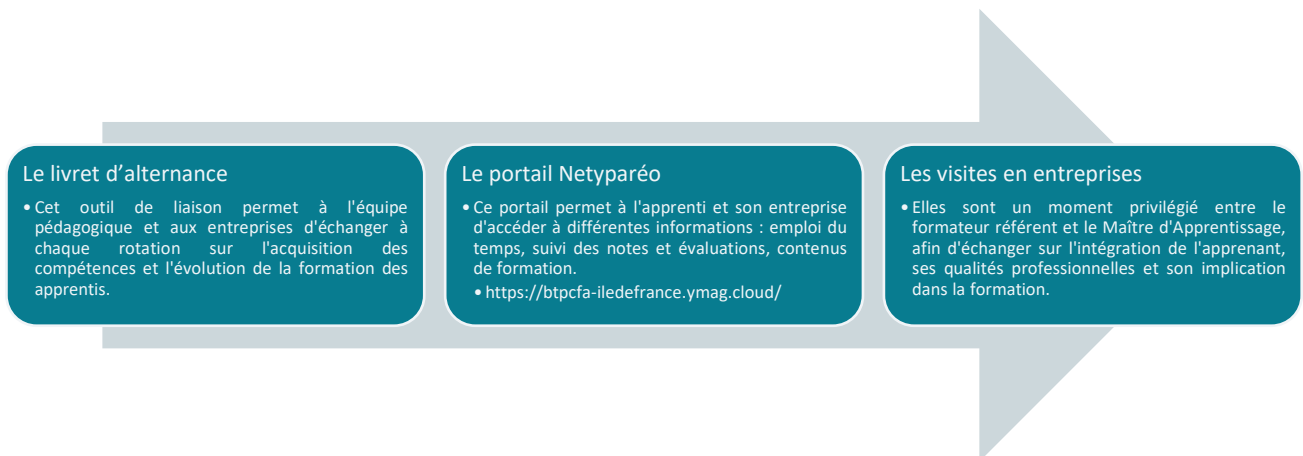 Le livret d’alternance
• Cet outil de liaison permet à l'équipe
pédagogique et aux entreprises d'échanger à
chaque rotation sur l'acquisition des
compétences et l'évolution de la formation des
apprentis.
Le portail Netyparéo
• Ce portail permet à l'apprenti et son entreprise
d'accéder à différentes informations : emploi du
temps, suivi des notes et évaluations, contenus
de formation.
• https://btpcfa-iledefrance.ymag.cloud/
Les visites en entreprises
• Elles sont un moment privilégié entre le
formateur référent et le Maître d'Apprentissage,
afin d'échanger sur l'intégration de l'apprenant,
ses qualités professionnelles et son implication
dans la formation.